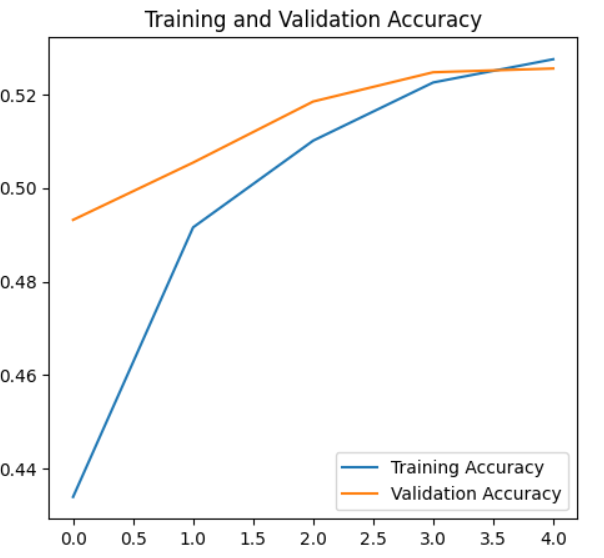 Training and Validation Accuracy
0.52
0.50
0.48
0.46
0.44
Training Accuracy
Validation Accuracy
0.0 0.5 1.0 1.5 2.0 2.5 3.0 3.5 4.0